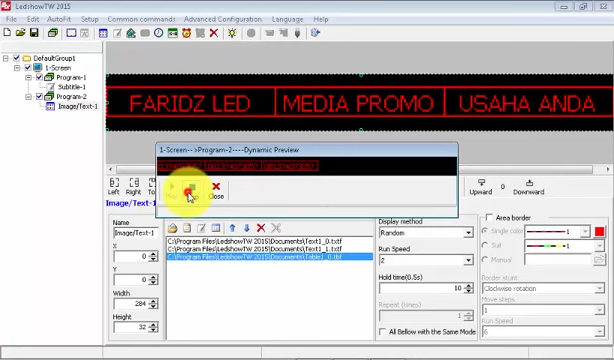 LedshowTW 2015
File Edit AutoFit Setup Common commands Advanced Configuration Language Help
DefaultGroup1
1-Screen
Program-1
Subtitle-1
Program-2
Image/Text-1
FARIDZ LED MEDIA PROMO USAHA ANDA
1-Screen-->Program-2----Dynamic Preview
Close
Left Right
Upward 0 Downward
Image/Text-1
Name
Image/Text-1
X
0
Y
0
Width
284
Height
32
C:\Program Files\LedshowTW 2015\Documents\Text1_0.txtf
C:\Program Files\LedshowTW 2015\Documents\Text1_1.txtf
C:\Program Files\LedshowTW 2015\Documents\Table1_0.tbf
Display method
Random
Run Speed
2
Hold time(0.5s)
10
Repeat (times)
1
All Bellow with the Same Mode
Area border
Single color 1
Suit 1
Manual
Border stunt
Clockwise rotation
Move steps
1
Run Speed
6